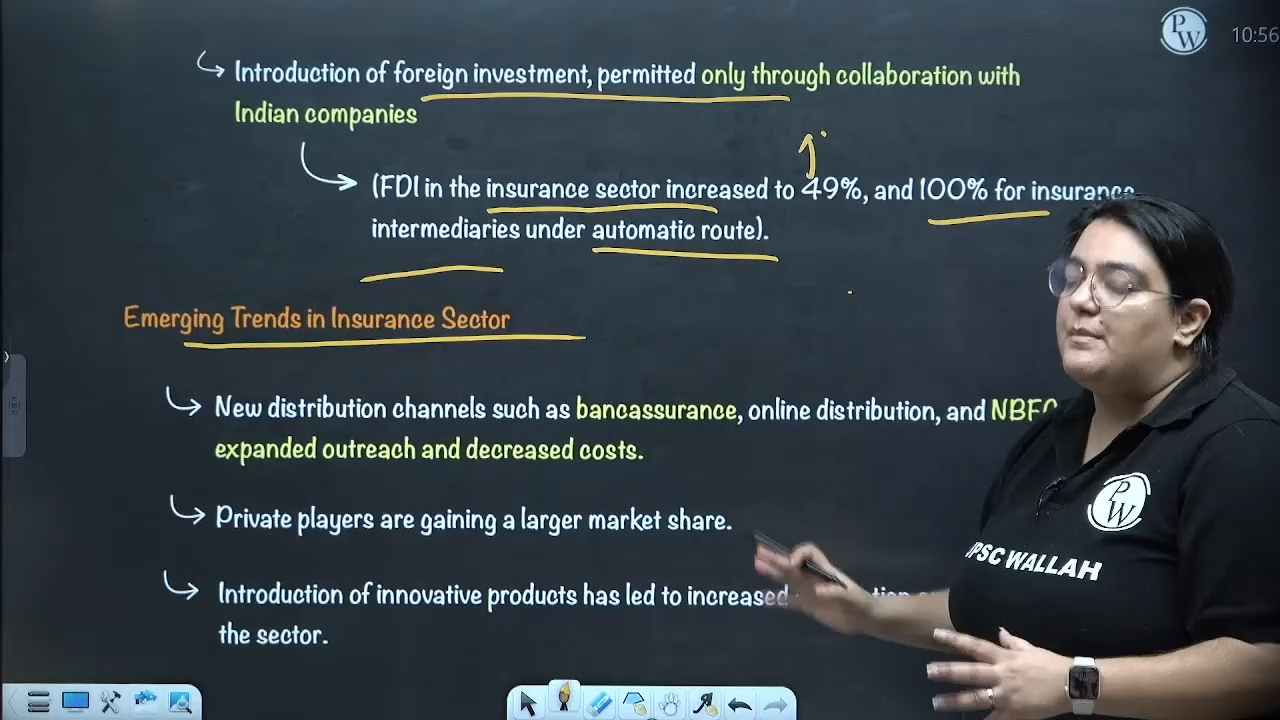 PW
10:56
Introduction of foreign investment, permitted only through collaboration with
Indian companies
(FDI in the insurance sector increased to 49%, and 100% for insurance
intermediaries under automatic route).
Emerging Trends in Insurance Sector
New distribution channels such as bancassurance, online distribution, and
expanded outreach and decreased costs.
Private players are gaining a larger market share.
Introduction of innovative products has led to increased
the sector.
PW
UPSC WALLAH